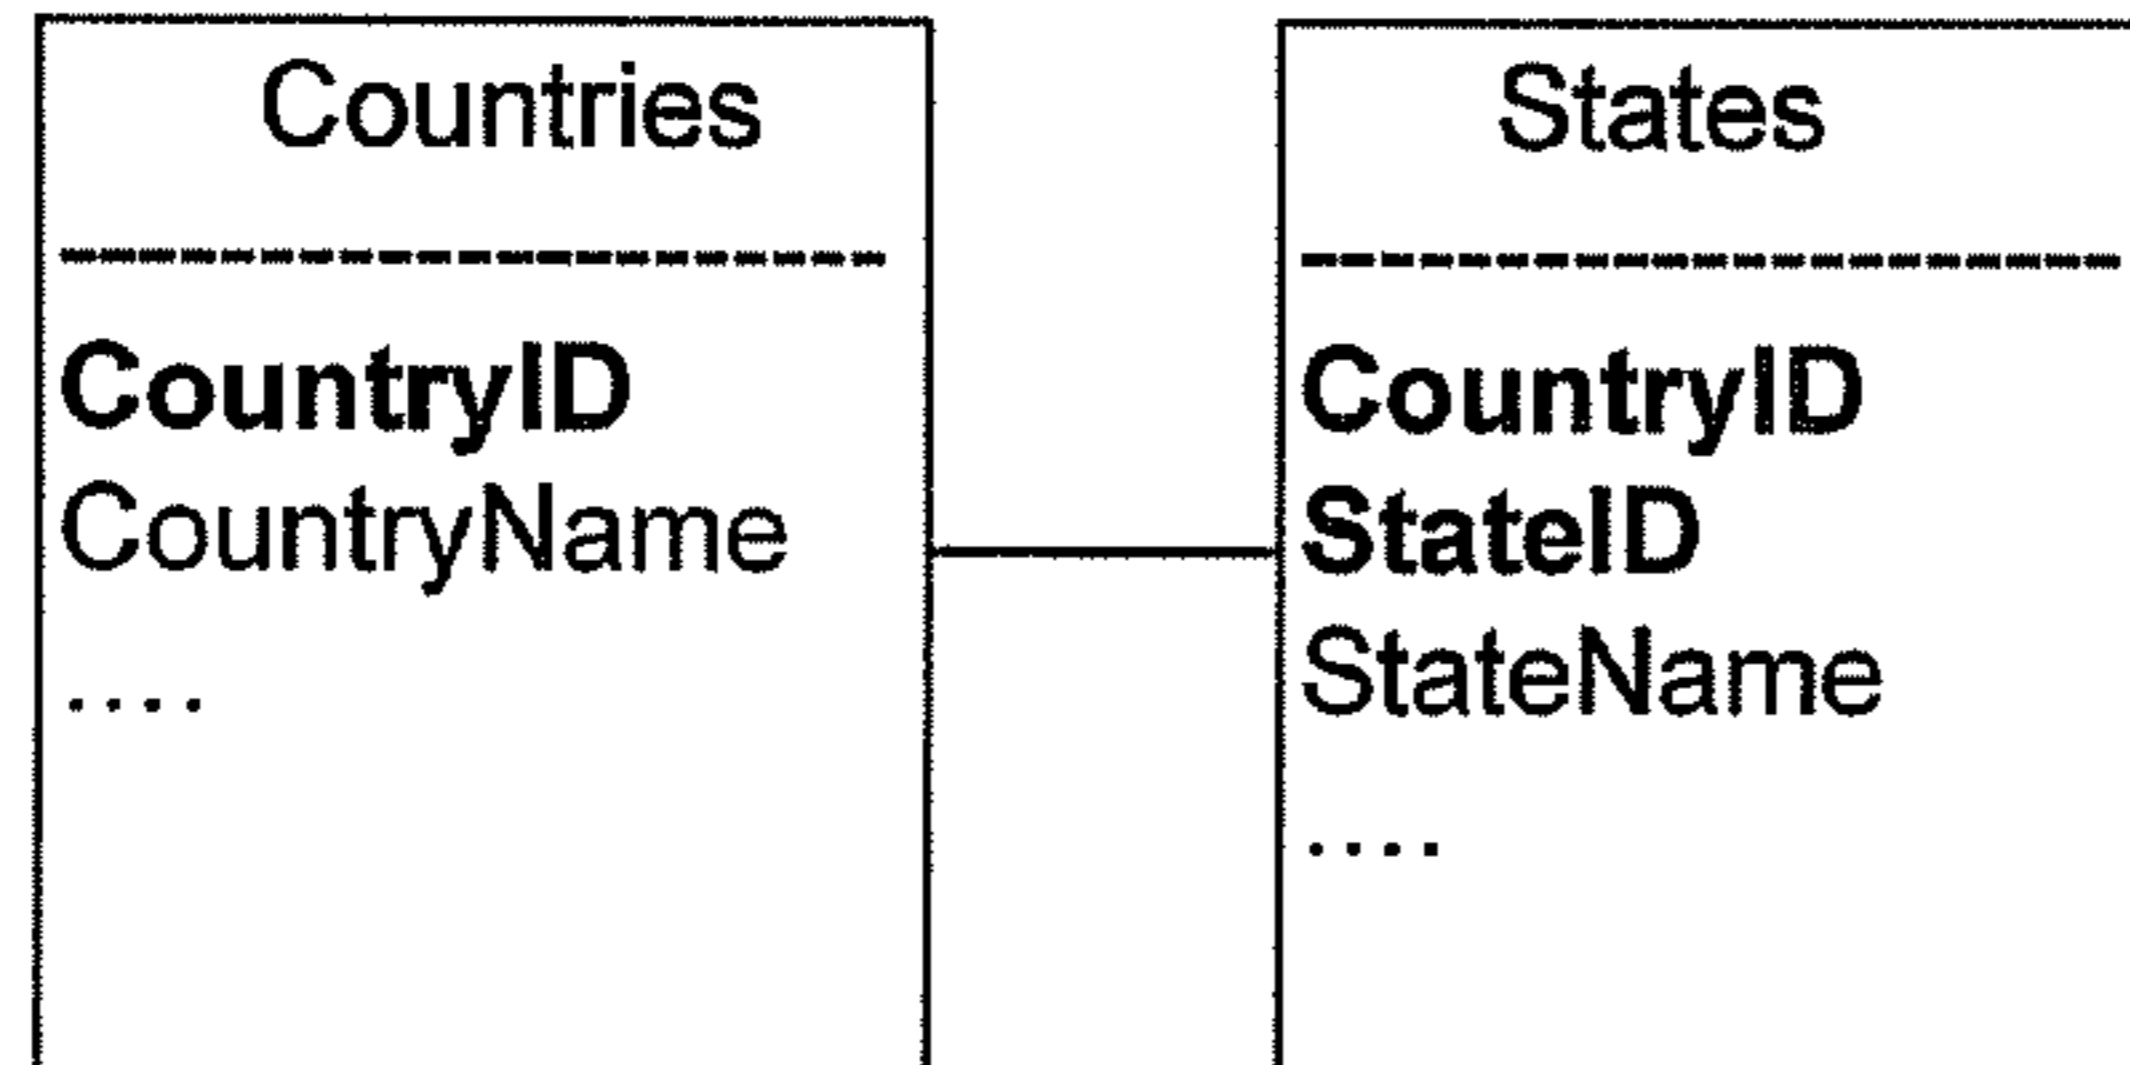 Countries
CountryID
CountryName
....
States
CountryID
StateID
StateName
....